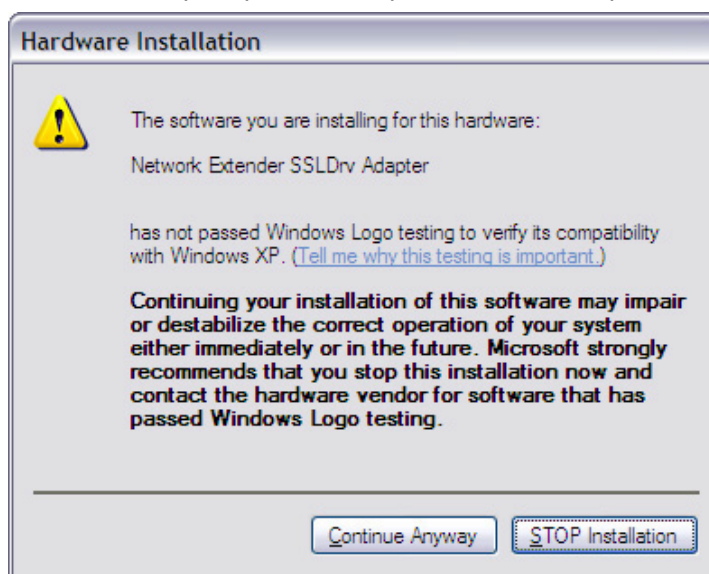 Hardware Installation
The software you are installing for this hardware:
Network Extender SSLDrv Adapter
has not passed Windows Logo testing to verify its compatibility
with Windows XP. (Tell me why this testing is important.)
Continuing your installation of this software may impair
or destabilize the correct operation of your system
either immediately or in the future. Microsoft strongly
recommends that you stop this installation now and
contact the hardware vendor for software that has
passed Windows Logo testing.
Continue Anyway
STOP Installation